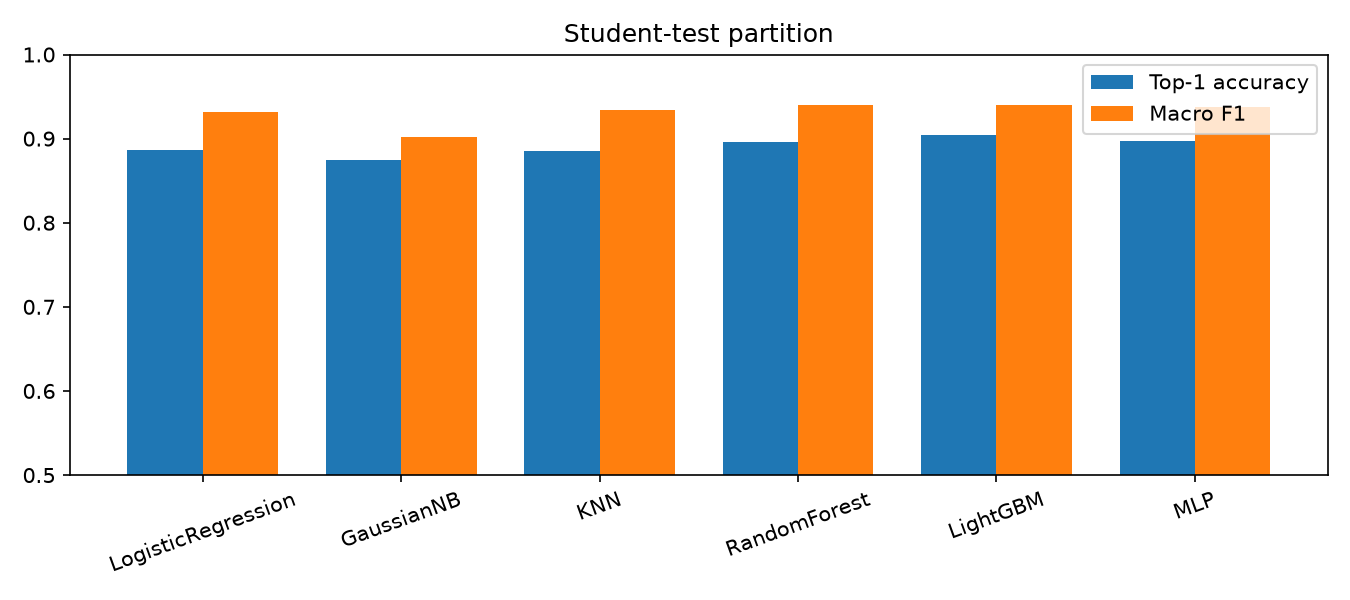 Student-test partition
1.0
0.9
0.8
0.7
0.6
0.5
Top-1 accuracy
Macro F1
LogisticRegression
GaussianNB
KNN
RandomForest
LightGBM
MLP